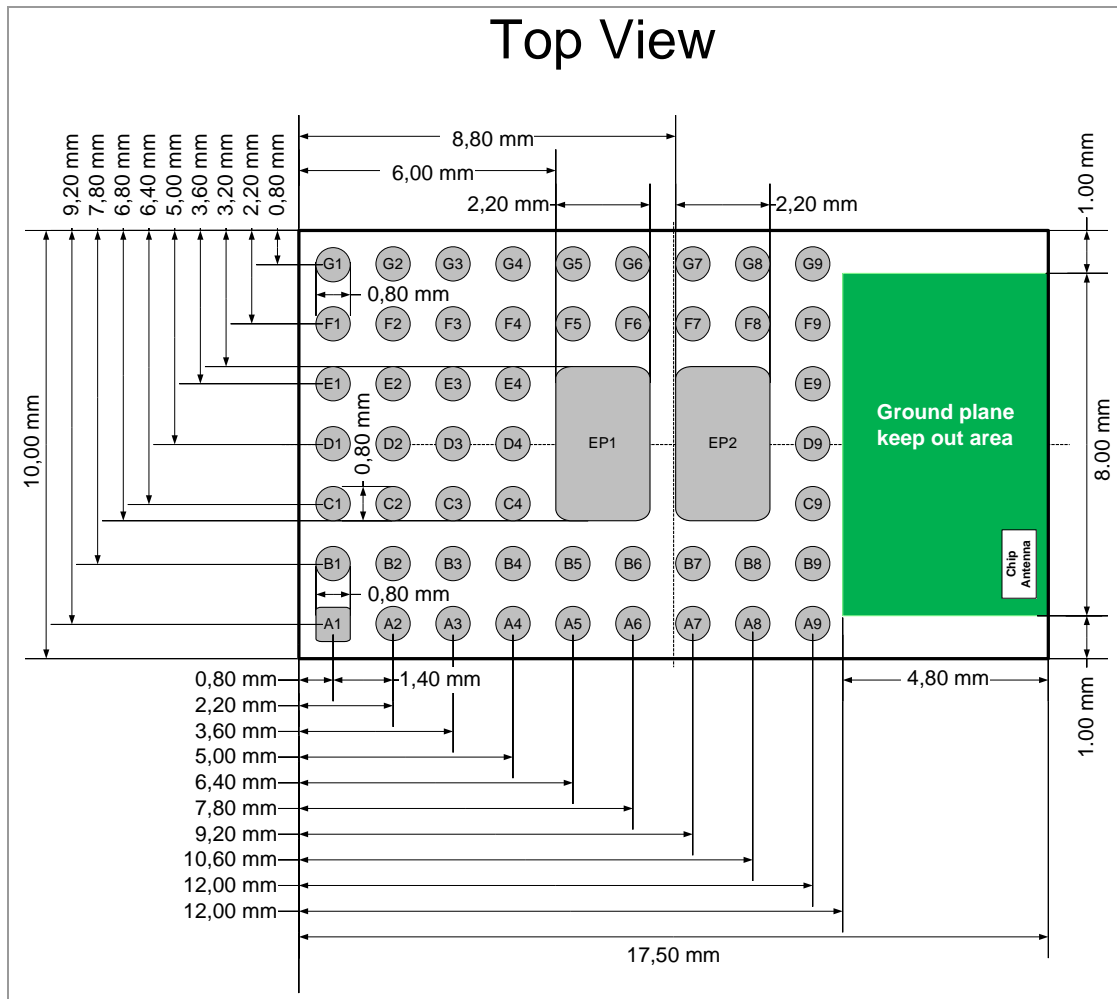 Top View
8,80 mm
6,00 mm
2,20 mm
2,20 mm
9,20 mm
7,80 mm
6,80 mm
6,40 mm
5,00 mm
3,60 mm
3,20 mm
2,20 mm
0,80 mm
1.00 mm
G1 G2 G3 G4 G5 G6 G7 G8 G9
0,80 mm
F1 F2 F3 F4 F5 F6 F7 F8 F9
E1 E2 E3 E4 E9
10,00 mm
0,80 mm
D1 D2 D3 D4 EP1 EP2 D9
Ground plane
keep out area
8.00 mm
C1 C2 C3 C4 C9
Chip
Antenna
B1 B2 B3 B4 B5 B6 B7 B8 B9
0,80 mm
A1 A2 A3 A4 A5 A6 A7 A8 A9
0,80 mm
1,40 mm
4,80 mm
1.00 mm
2,20 mm
3,60 mm
5,00 mm
6,40 mm
7,80 mm
9,20 mm
10,60 mm
12,00 mm
12,00 mm
17,50 mm